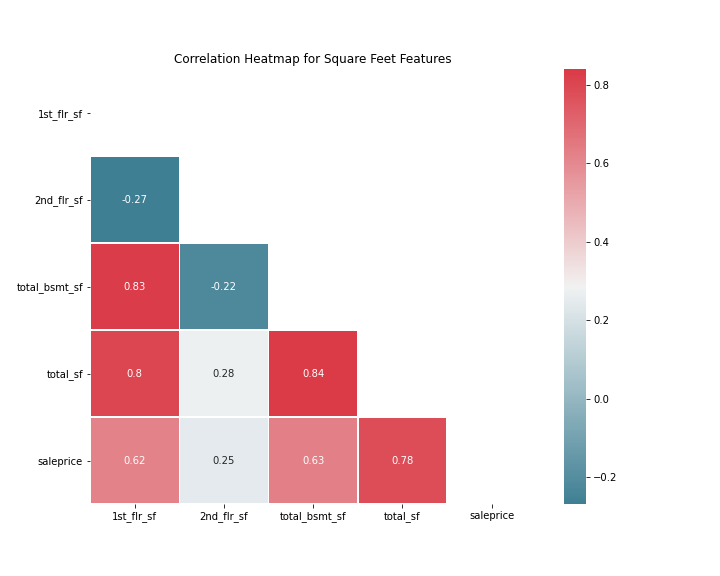 Correlation Heatmap for Square Feet Features
1st_flr_sf
2nd_flr_sf
-0.27
total_bsmt_sf
0.83
-0.22
total_sf
0.8
0.28
0.84
saleprice
0.62
0.25
0.63
0.78
1st_flr_sf
2nd_flr_sf
total_bsmt_sf
total_sf
saleprice
0.8
0.6
0.4
0.2
0.0
−0.2